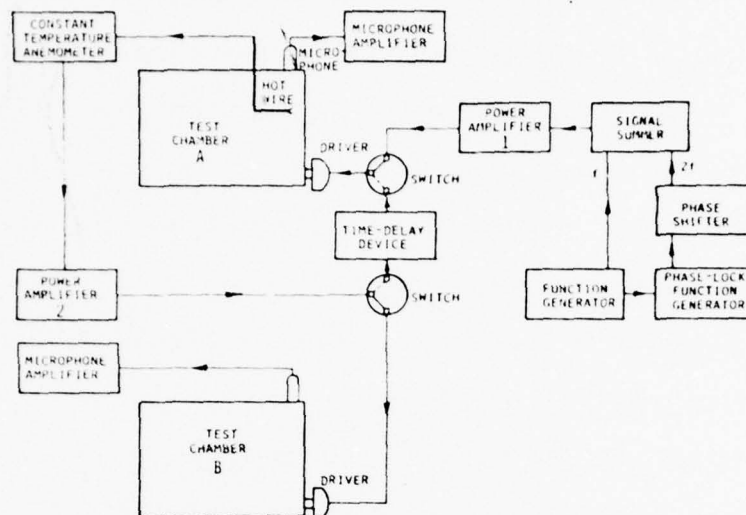 CONSTANT
TEMPERATURE
ANEMOMETER
MICROPHONE
AMPLIFIER
MICRO-
PHONE
HOT
WIRE
TEST
CHAMBER
A
DRIVER
POWER
AMPLIFIER
1
SIGNAL
SUMMER
SWITCH
f
2f
PHASE
SHIFTER
TIME-DELAY
DEVICE
POWER
AMPLIFIER
2
SWITCH
FUNCTION
GENERATOR
PHASE-LOCK
FUNCTION
GENERATOR
MICROPHONE
AMPLIFIER
TEST
CHAMBER
B
DRIVER